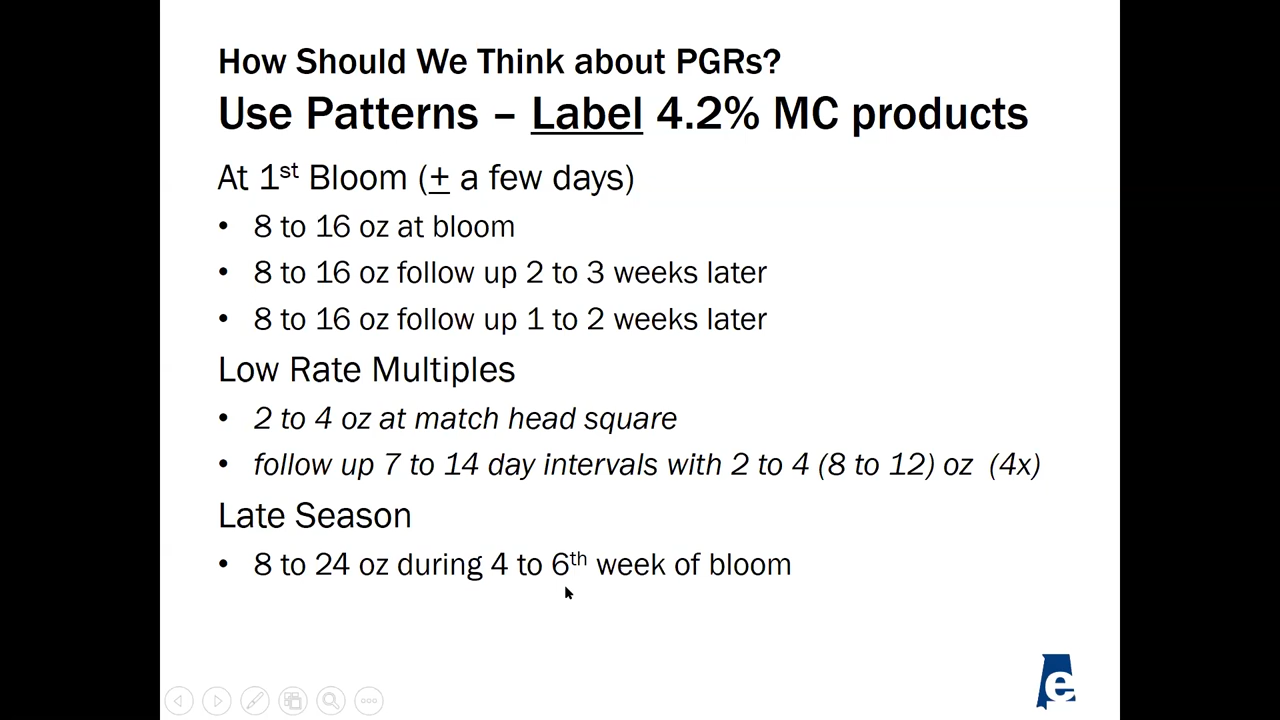 How Should We Think about PGRs?
Use Patterns – Label 4.2% MC products
At 1st Bloom (± a few days)
• 8 to 16 oz at bloom
• 8 to 16 oz follow up 2 to 3 weeks later
• 8 to 16 oz follow up 1 to 2 weeks later
Low Rate Multiples
• 2 to 4 oz at match head square
• follow up 7 to 14 day intervals with 2 to 4 (8 to 12) oz (4x)
Late Season
• 8 to 24 oz during 4 to 6th week of bloom
e